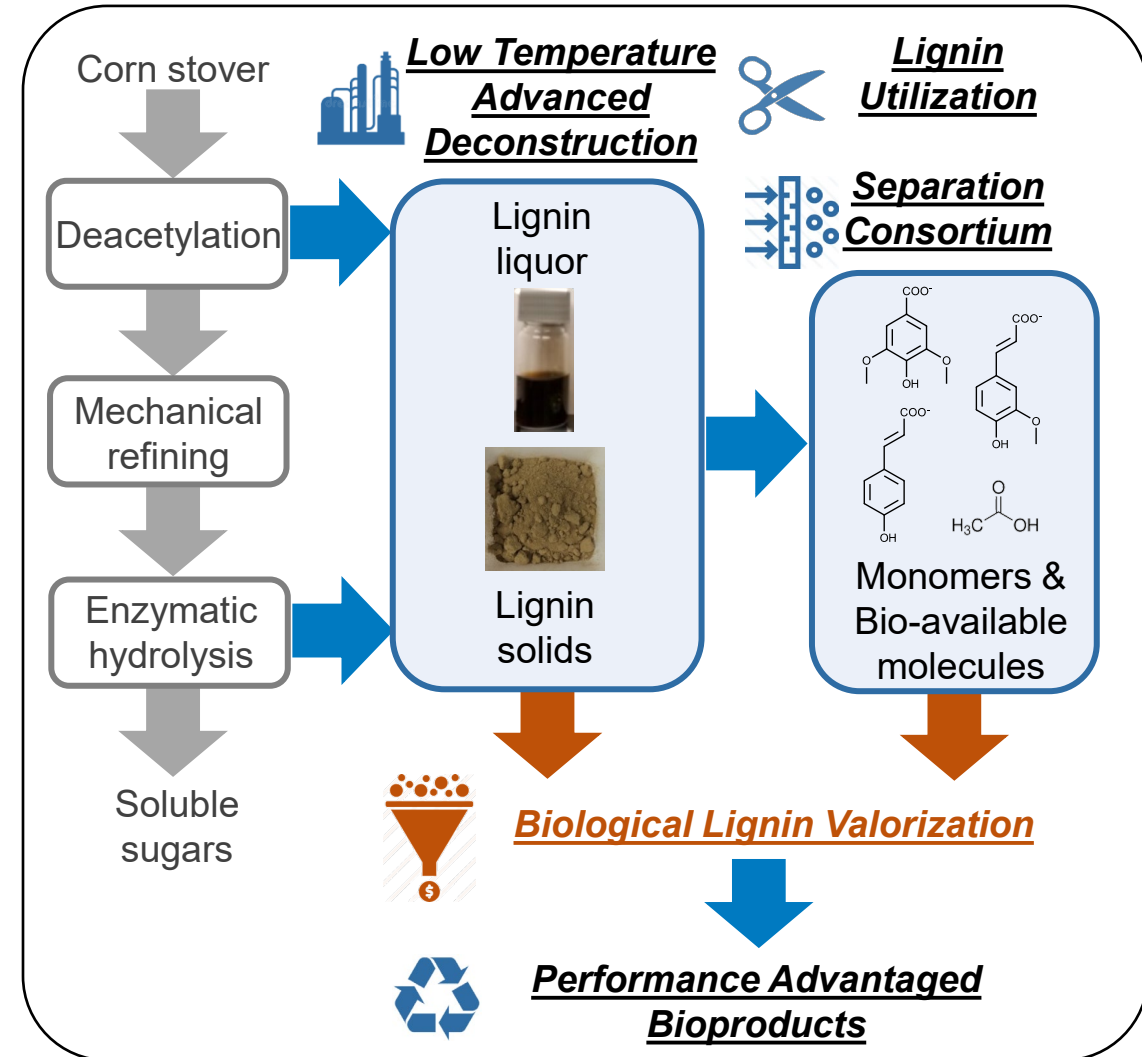 Corn stover
Deacetylation
Mechanical
refining
Enzymatic
hydrolysis
Soluble
sugars
Low Temperature
Advanced
Deconstruction
Lignin
liquor
Lignin
solids
Lignin
Utilization
Separation
Consortium
COO-
O
O
OH
COO-
O
OH
COO-
OH
O
H3C
OH
Monomers &
Bio-available
molecules
$
Biological Lignin Valorization
Performance Advantaged
Bioproducts